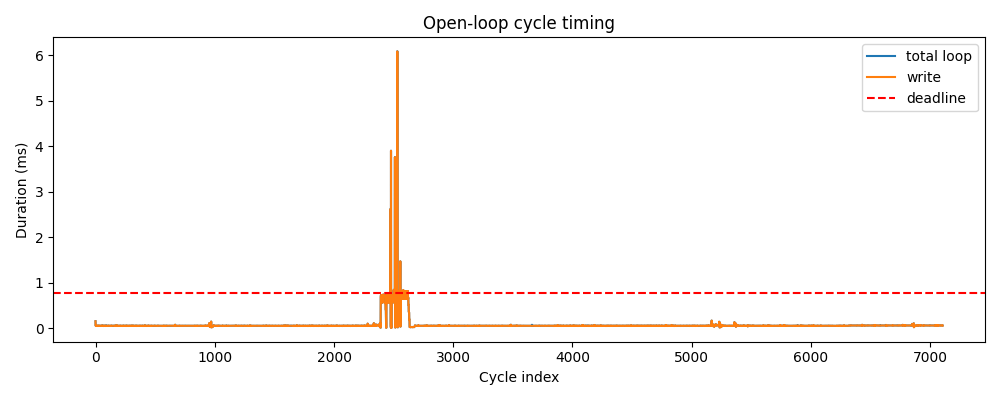 Open-loop cycle timing
total loop
write
deadline
Duration (ms)
6
5
4
3
2
1
0
0 1000 2000 3000 4000 5000 6000 7000
Cycle index